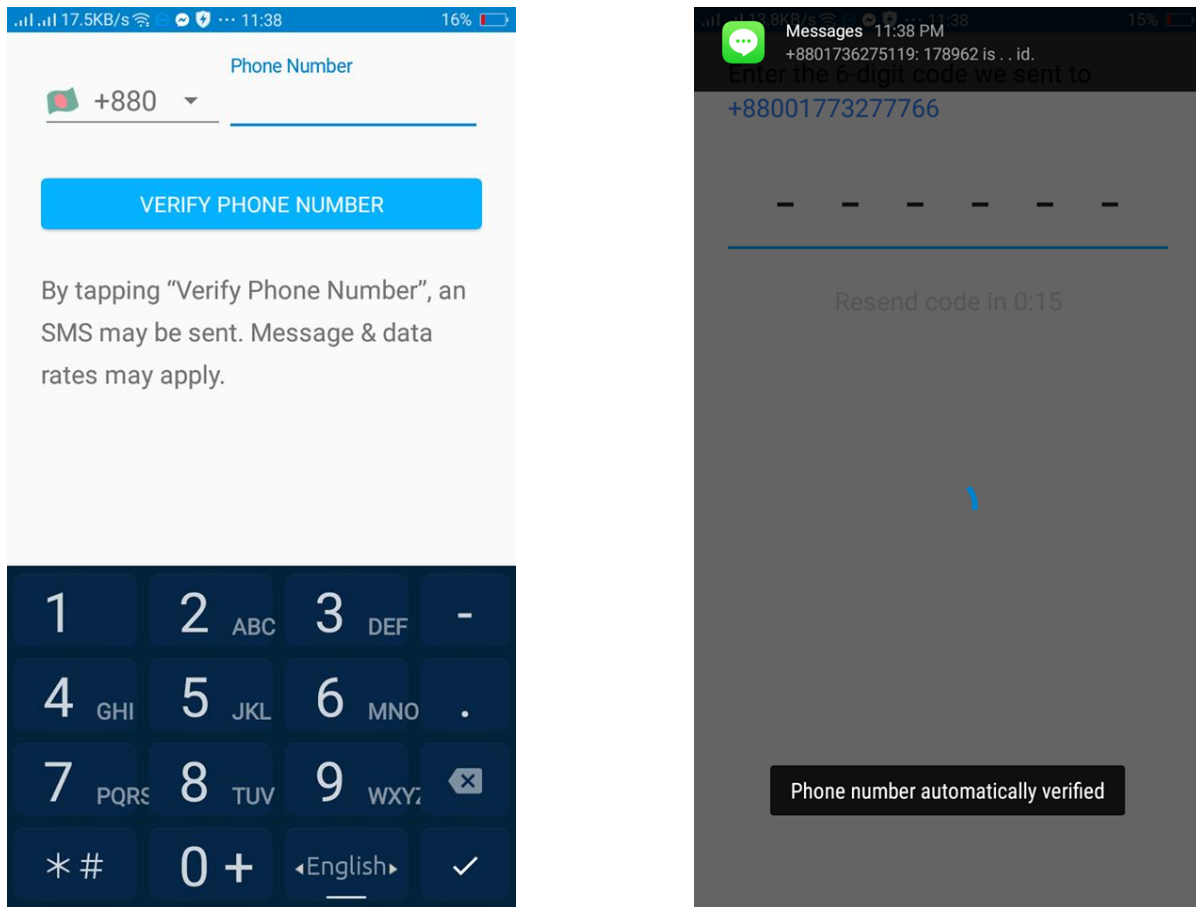 17.5KB/s ··· 11:38 16%
Phone Number
+880
VERIFY PHONE NUMBER
By tapping “Verify Phone Number”, an
SMS may be sent. Message & data
rates may apply.
1 2 ABC 3 DEF -
4 GHI 5 JKL 6 MNO .
7 PQRS 8 TUV 9 WXYZ
*# 0 + English
11:38 15%
Messages 11:38 PM
+8801736275119: 178962 is . . id.
Enter the 6-digit code we sent to
+88001773277766
- - - - - -
Resend code in 0:15
Phone number automatically verified